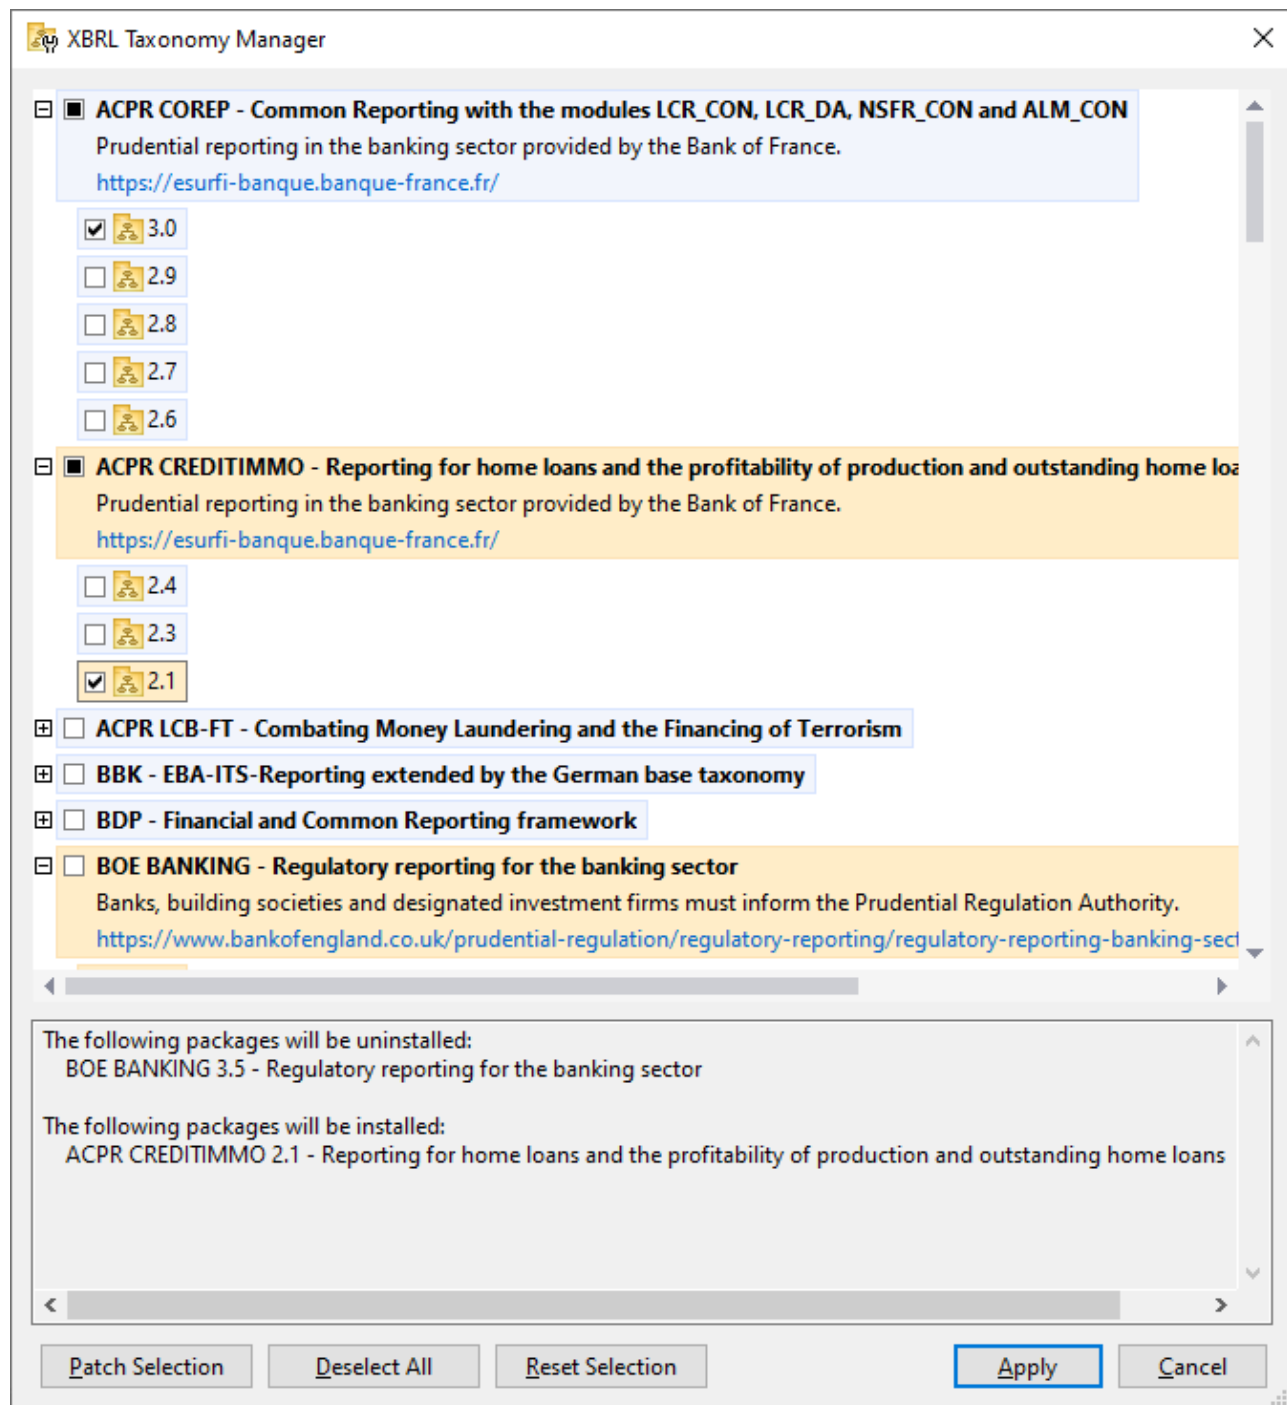 XBRL Taxonomy Manager
ACPR COREP - Common Reporting with the modules LCR_CON, LCR_DA, NSFR_CON and ALM_CON
Prudential reporting in the banking sector provided by the Bank of France.
https://esurfi-banque.banque-france.fr/
3.0
2.9
2.8
2.7
2.6
ACPR CREDITIMMO - Reporting for home loans and the profitability of production and outstanding home loa
Prudential reporting in the banking sector provided by the Bank of France.
https://esurfi-banque.banque-france.fr/
2.4
2.3
2.1
ACPR LCB-FT - Combating Money Laundering and the Financing of Terrorism
BBK - EBA-ITS-Reporting extended by the German base taxonomy
BDP - Financial and Common Reporting framework
BOE BANKING - Regulatory reporting for the banking sector
Banks, building societies and designated investment firms must inform the Prudential Regulation Authority.
https://www.bankofengland.co.uk/prudential-regulation/regulatory-reporting/regulatory-reporting-banking-sect
The following packages will be uninstalled:
BOE BANKING 3.5 - Regulatory reporting for the banking sector
The following packages will be installed:
ACPR CREDITIMMO 2.1 - Reporting for home loans and the profitability of production and outstanding home loans
Patch Selection Deselect All Reset Selection Apply Cancel